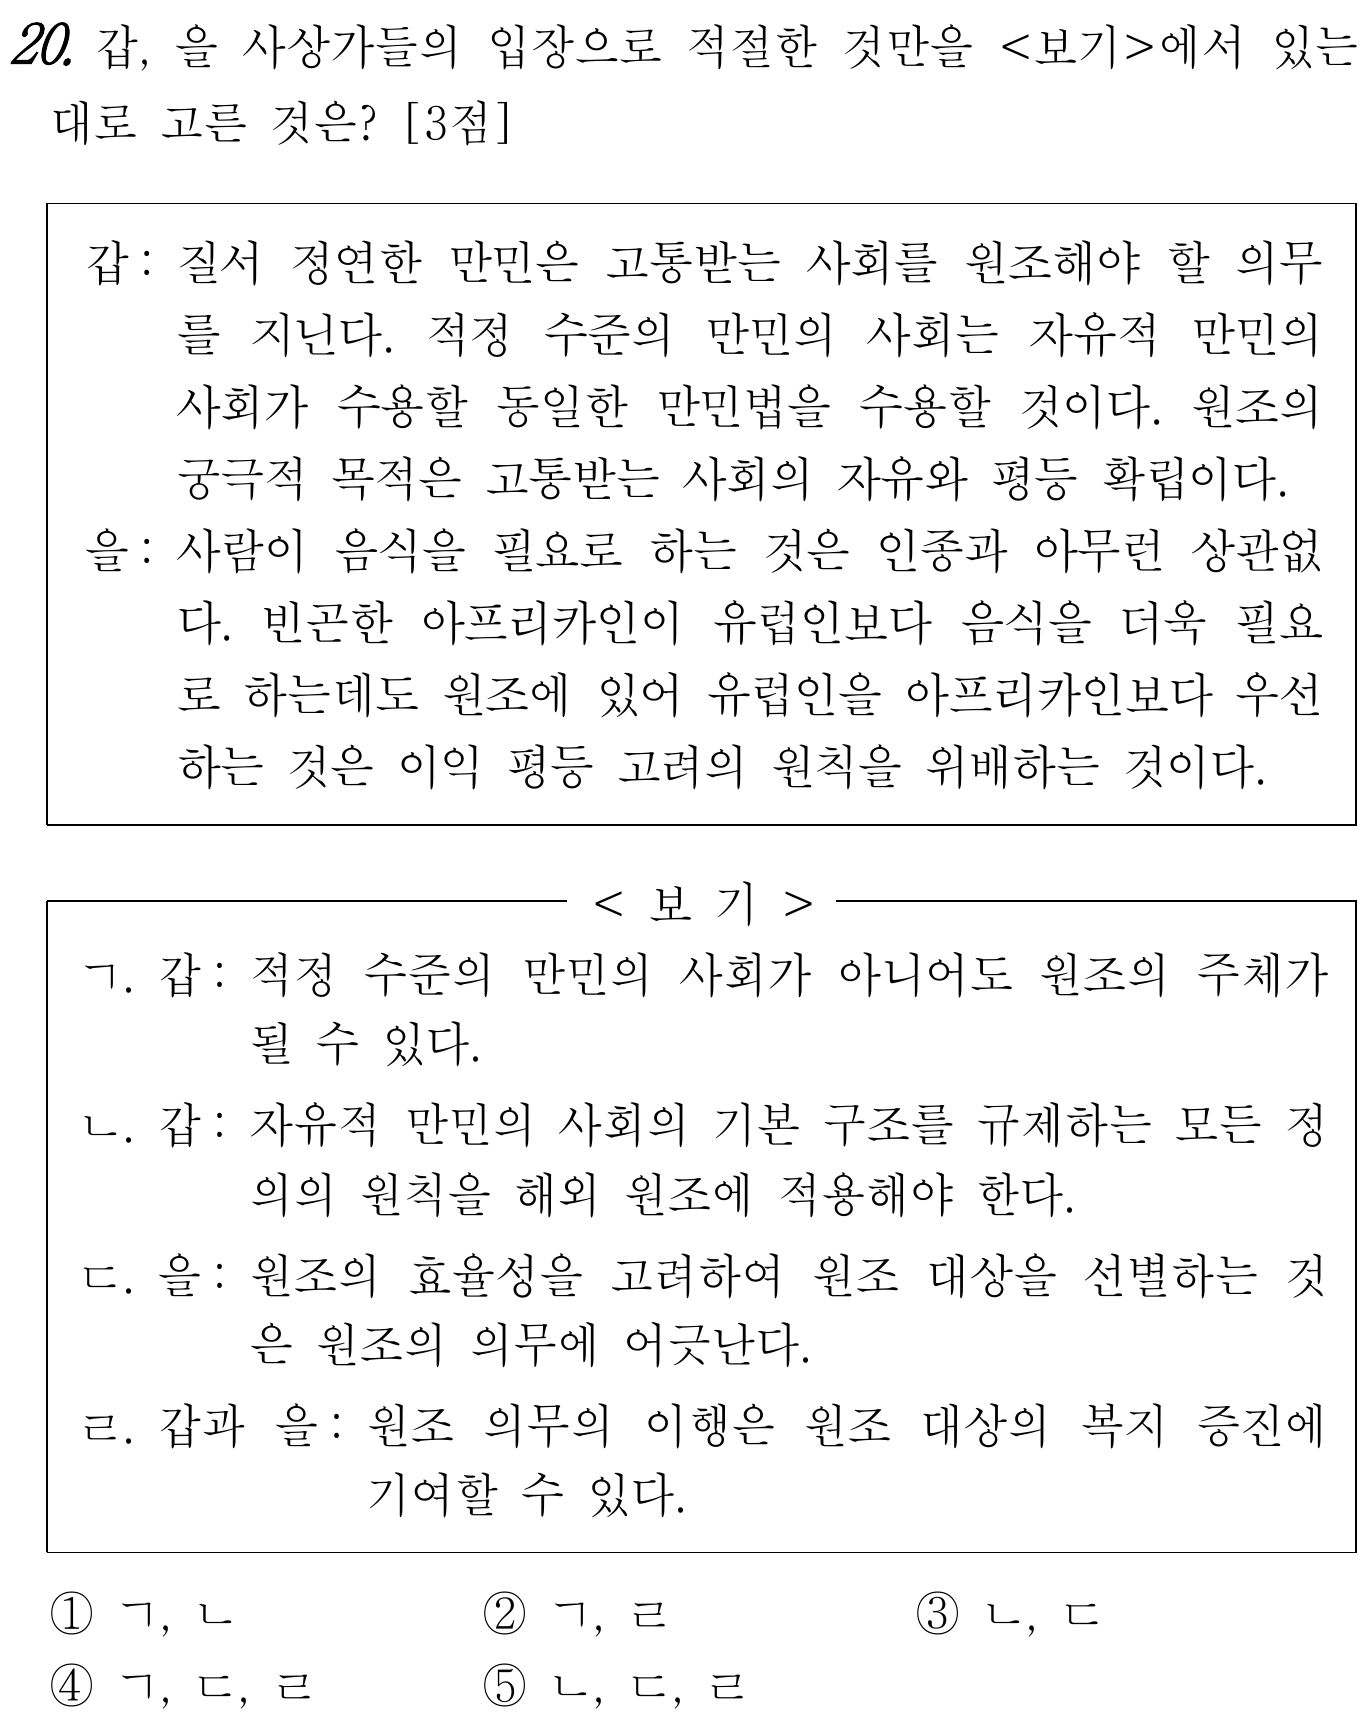 20. 갑, 을 사상가들의 입장으로 적절한 것만을 <보기>에서 있는
대로 고른 것은? [3점]
갑: 질서 정연한 만민은 고통받는 사회를 원조해야 할 의무
를 지닌다. 적정 수준의 만민의 사회는 자유적 만민의
사회가 수용할 동일한 만민법을 수용할 것이다. 원조의
궁극적 목적은 고통받는 사회의 자유와 평등 확립이다.
을: 사람이 음식을 필요로 하는 것은 인종과 아무런 상관없
다. 빈곤한 아프리카인이 유럽인보다 음식을 더욱 필요
로 하는데도 원조에 있어 유럽인을 아프리카인보다 우선
하는 것은 이익 평등 고려의 원칙을 위배하는 것이다.
< 보 기 >
ㄱ. 갑: 적정 수준의 만민의 사회가 아니어도 원조의 주체가
될 수 있다.
ㄴ. 갑: 자유적 만민의 사회의 기본 구조를 규제하는 모든 정
의의 원칙을 해외 원조에 적용해야 한다.
ㄷ. 을: 원조의 효율성을 고려하여 원조 대상을 선별하는 것
은 원조의 의무에 어긋난다.
ㄹ. 갑과 을: 원조 의무의 이행은 원조 대상의 복지 증진에
기여할 수 있다.
① ㄱ, ㄴ ② ㄱ, ㄹ ③ ㄴ, ㄷ
④ ㄱ, ㄷ, ㄹ ⑤ ㄴ, ㄷ, ㄹ